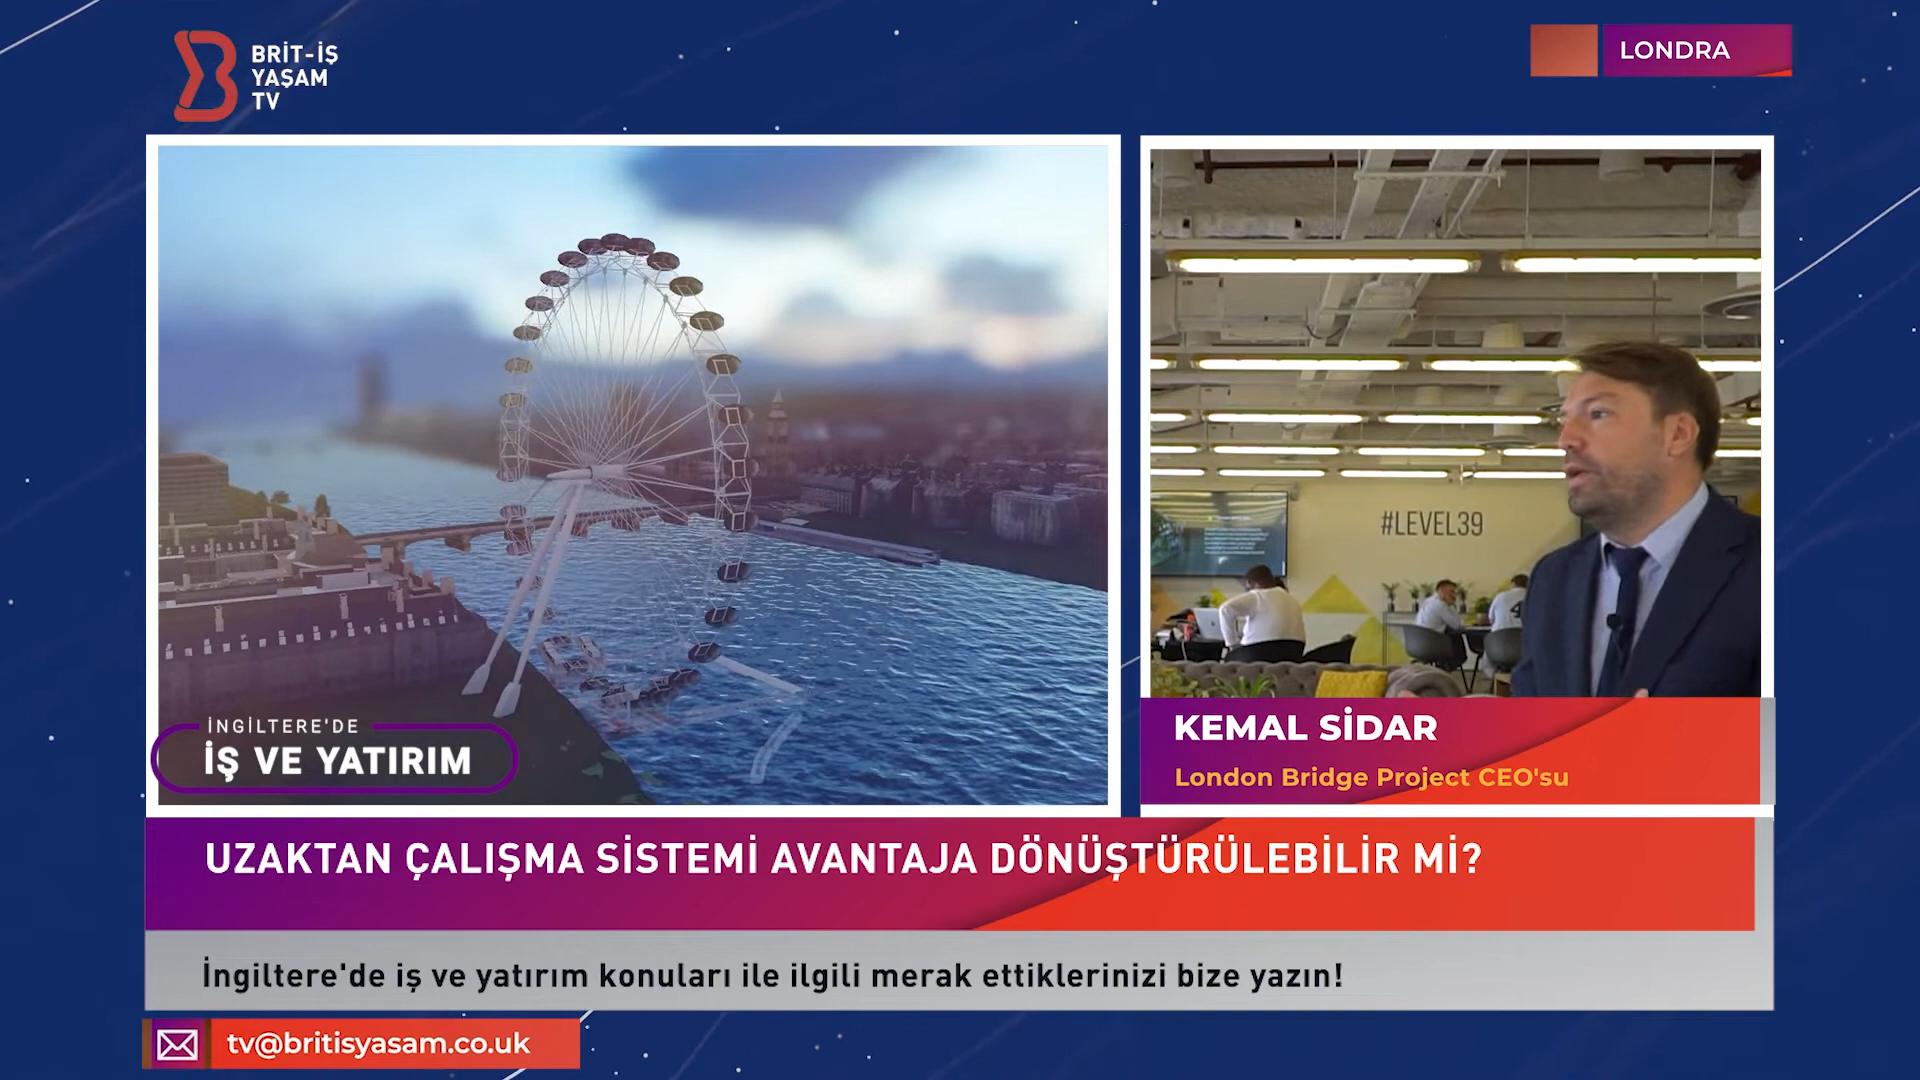 BRİT-İŞ
YAŞAM
TV
LONDRA
#LEVEL39
İNGİLTERE'DE
İŞ VE YATIRIM
KEMAL SİDAR
London Bridge Project CEO'su
UZAKTAN ÇALIŞMA SİSTEMİ AVANTAJA DÖNÜŞTÜRÜLEBİLİR Mİ?
İngiltere'de iş ve yatırım konuları ile ilgili merak ettiklerinizi bize yazın!
tv@britisyasam.co.uk